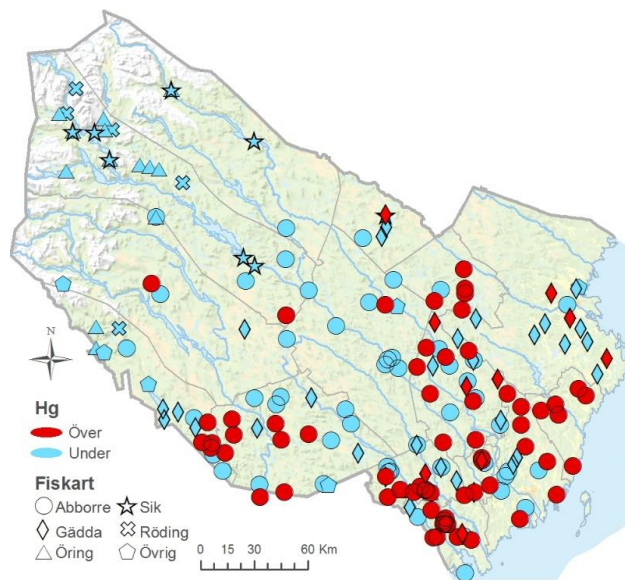 N
Hg
Över
Under
Fiskart
Abborre Sik
Gädda Röding
Öring Övrig
0 15 30 60 Km